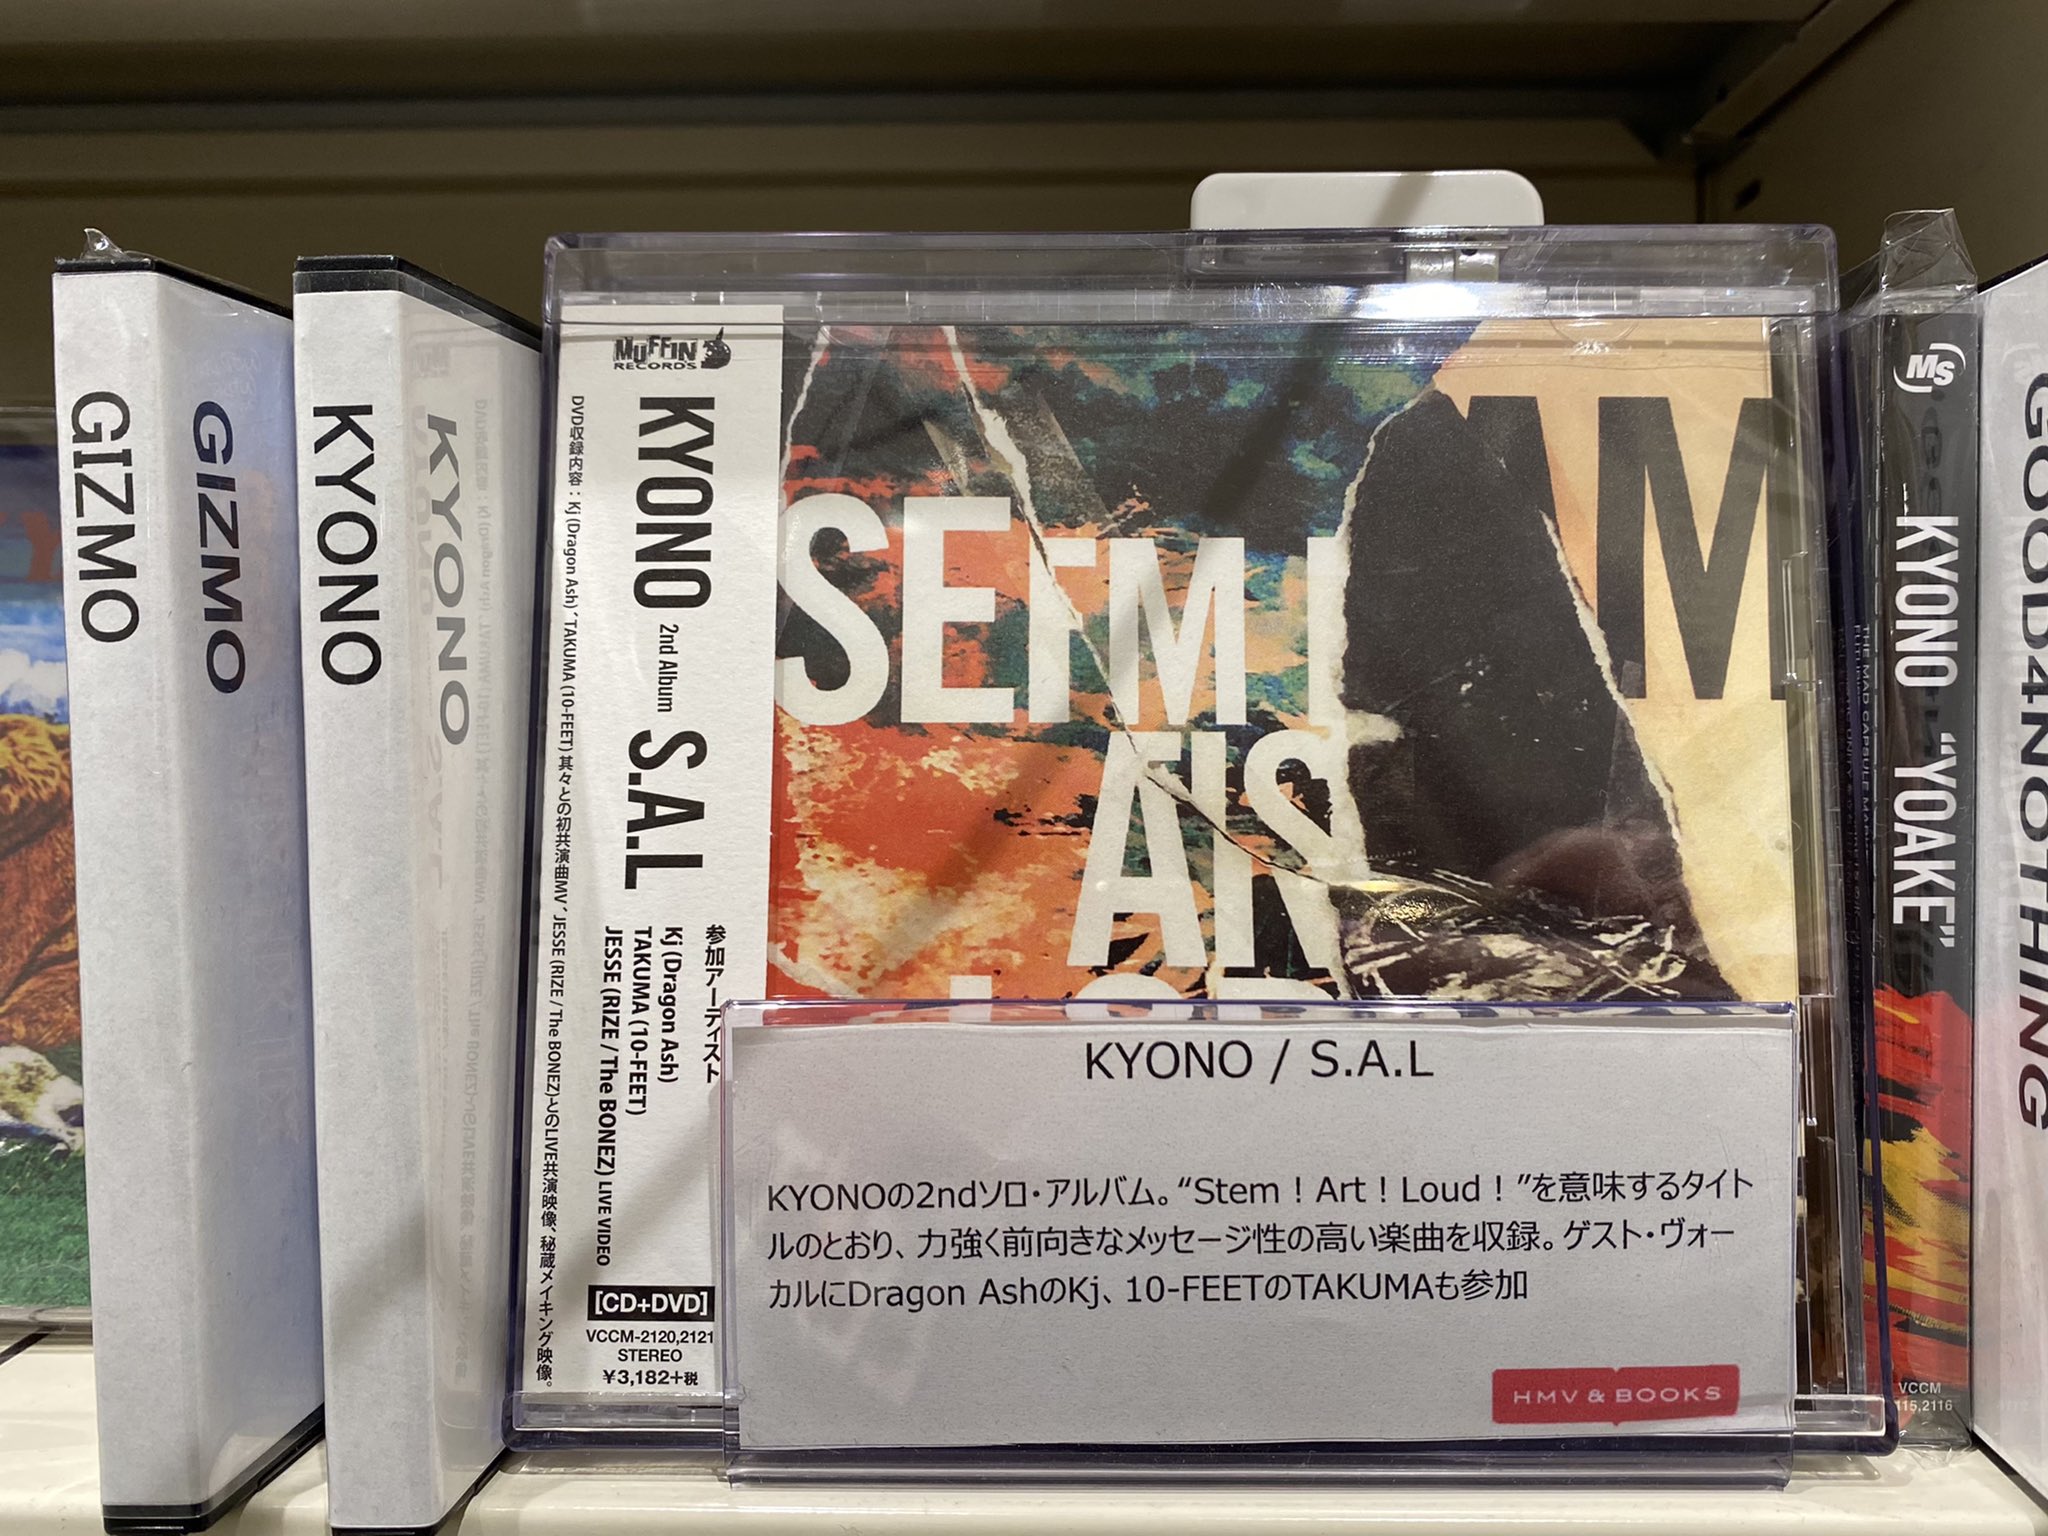 GIZMO
GIZMO
KYONO
KYONO
MUFFIN
RECORDS
KYONO 2nd Album S.A.L
DVD収録内容：Kj (Dragon Ash)、TAKUMA (10-FEET) 其々との初共演曲MV、JESSE (RIZE / The BONEZ)とのLIVE共演映像、秘蔵メイキング映像。
参加アーティスト
Kj (Dragon Ash)
TAKUMA (10-FEET)
JESSE (RIZE / The BONEZ) LIVE VIDEO
[CD+DVD]
VCCM-2120,2121
STEREO
¥3,182+税
M
KYONO / S.A.L
KYONOの2ndソロ・アルバム。“Stem！Art！Loud！”を意味するタイト
ルのとおり、力強く前向きなメッセージ性の高い楽曲を収録。ゲスト・ヴォー
カルにDragon AshのKj、10-FEETのTAKUMAも参加
HMV & BOOKS
MS
KYONO “YOAKE”
VCCM
115,2116
GOOD4NOTHING